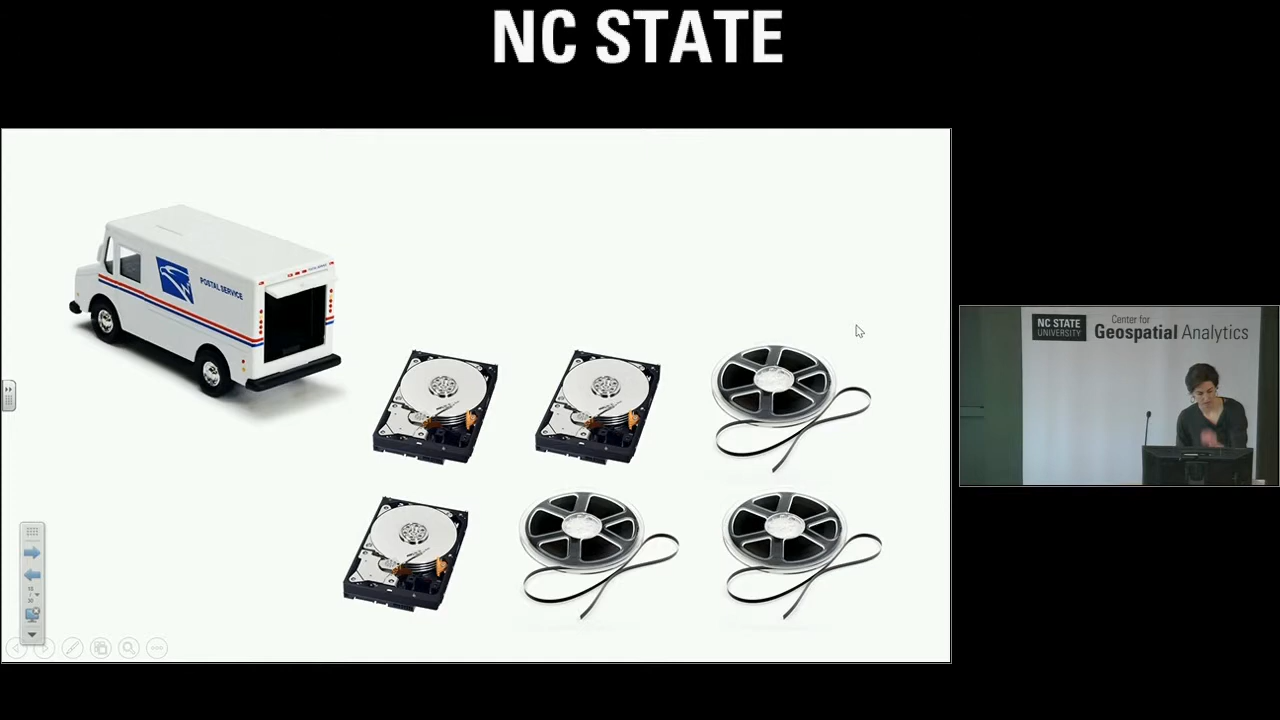 NC STATE
POSTAL SERVICE
NC STATE
UNIVERSITY
Center for
Geospatial Analytics